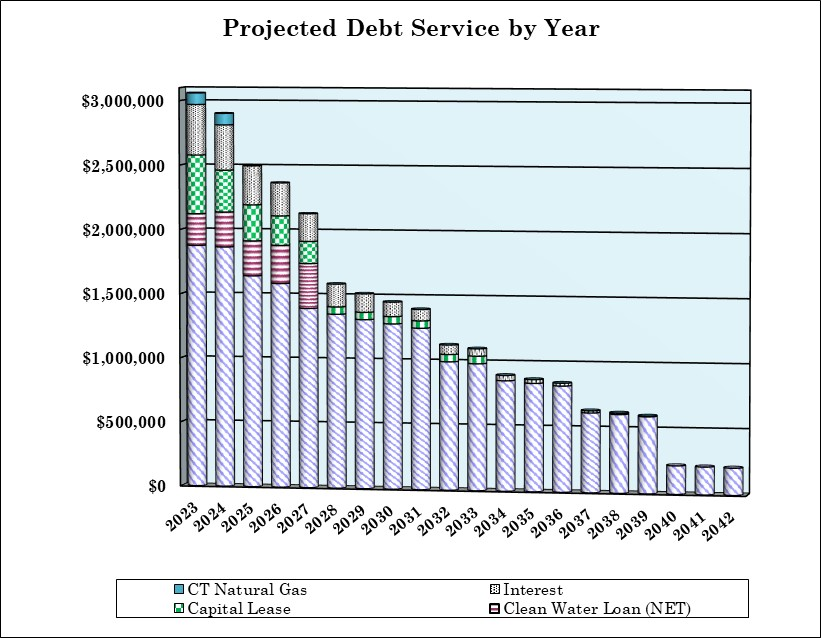 Projected Debt Service by Year
$3,000,000
$2,500,000
$2,000,000
$1,500,000
$1,000,000
$500,000
$0
2023 2024 2025 2026 2027 2028 2029 2030 2031 2032 2033 2034 2035 2036 2037 2038 2039 2040 2041 2042
CT Natural Gas Interest
Capital Lease Clean Water Loan (NET)